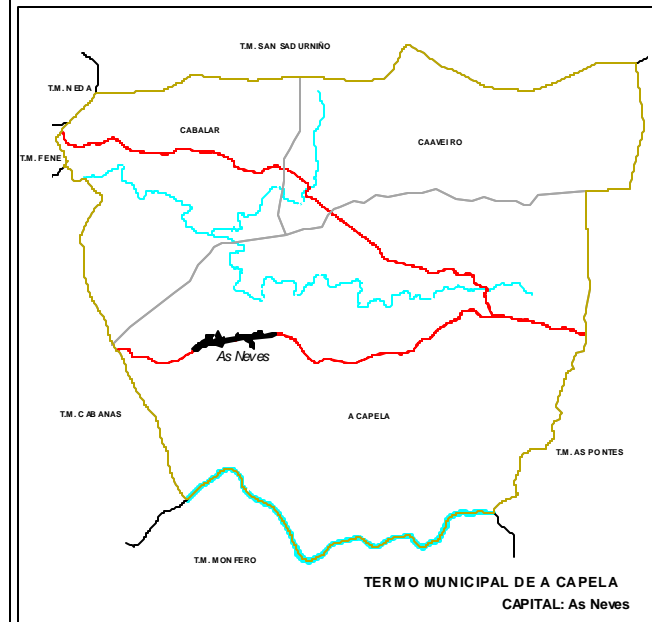 T.M. SAN SADURNIÑO
T.M. NEDA
CABALAR
CAAVEIRO
T.M. FENE
As Neves
T.M. CABANAS
A CAPELA
T.M. AS PONTES
T.M. MONFERO
TERMO MUNICIPAL DE A CAPELA
CAPITAL: As Neves